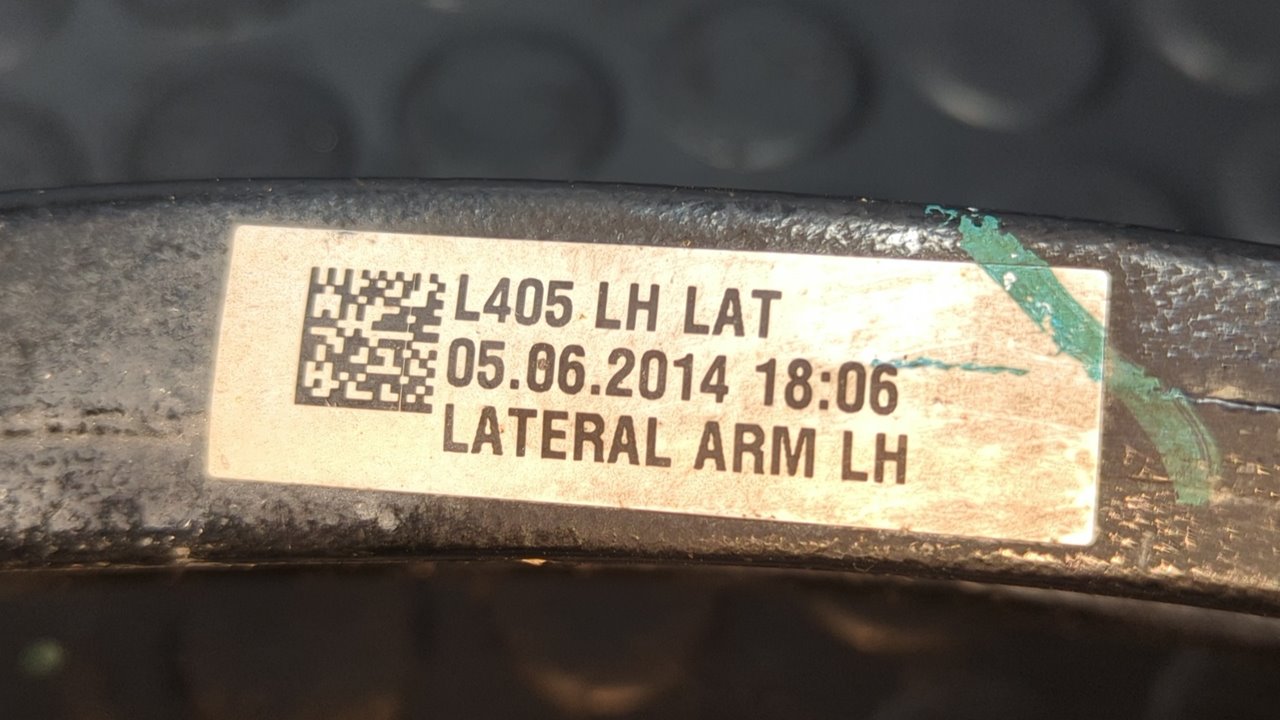 L405 LH LAT
05.06.2014 18:06
LATERAL ARM LH